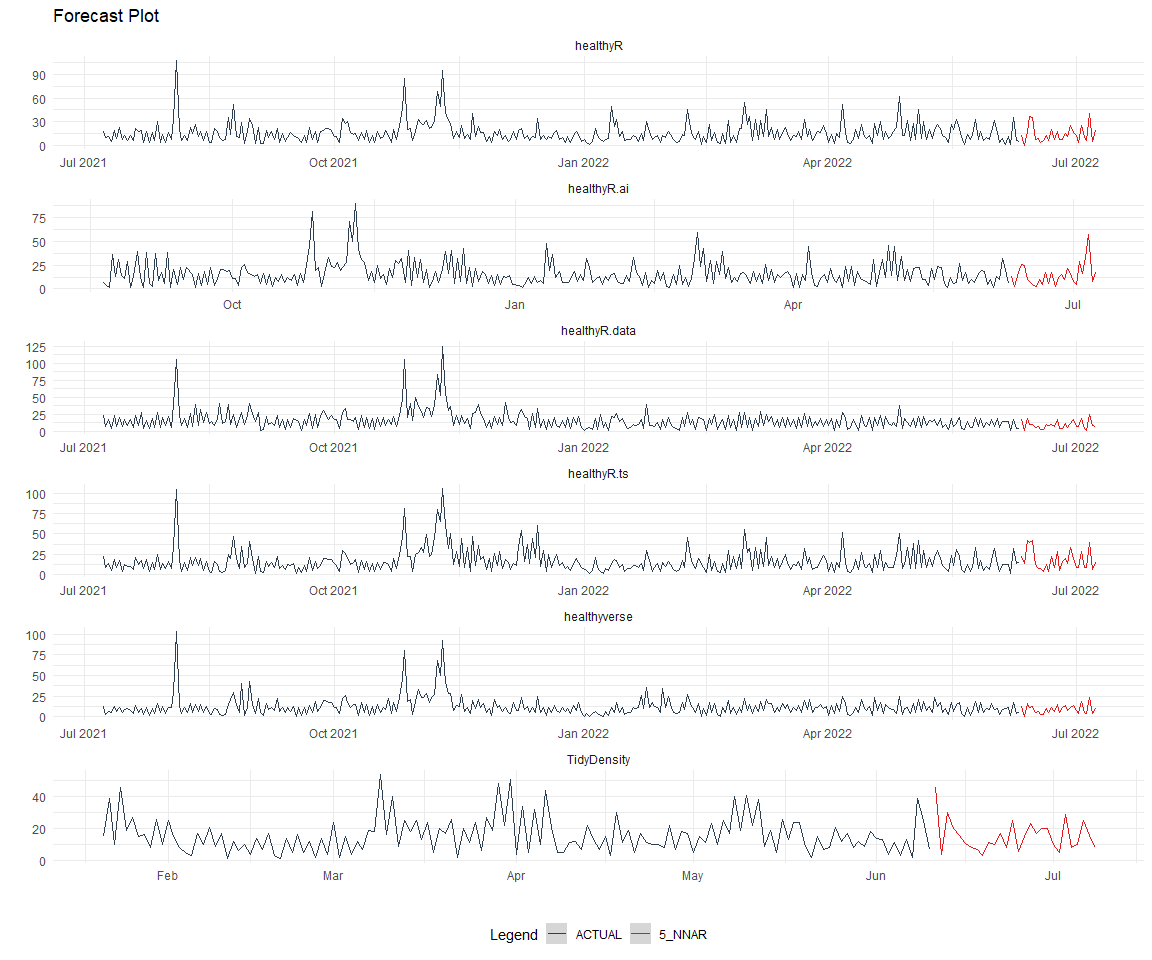 Forecast Plot
healthyR
90
60
30
0
Jul 2021 Oct 2021 Jan 2022 Apr 2022 Jul 2022
healthyR.ai
75
50
25
0
Oct Jan Apr Jul
healthyR.data
125
100
75
50
25
0
Jul 2021 Oct 2021 Jan 2022 Apr 2022 Jul 2022
healthyR.ts
100
75
50
25
0
Jul 2021 Oct 2021 Jan 2022 Apr 2022 Jul 2022
healthyverse
100
75
50
25
0
Jul 2021 Oct 2021 Jan 2022 Apr 2022 Jul 2022
TidyDensity
40
20
0
Feb Mar Apr May Jun Jul
Legend ACTUAL 5_NNAR